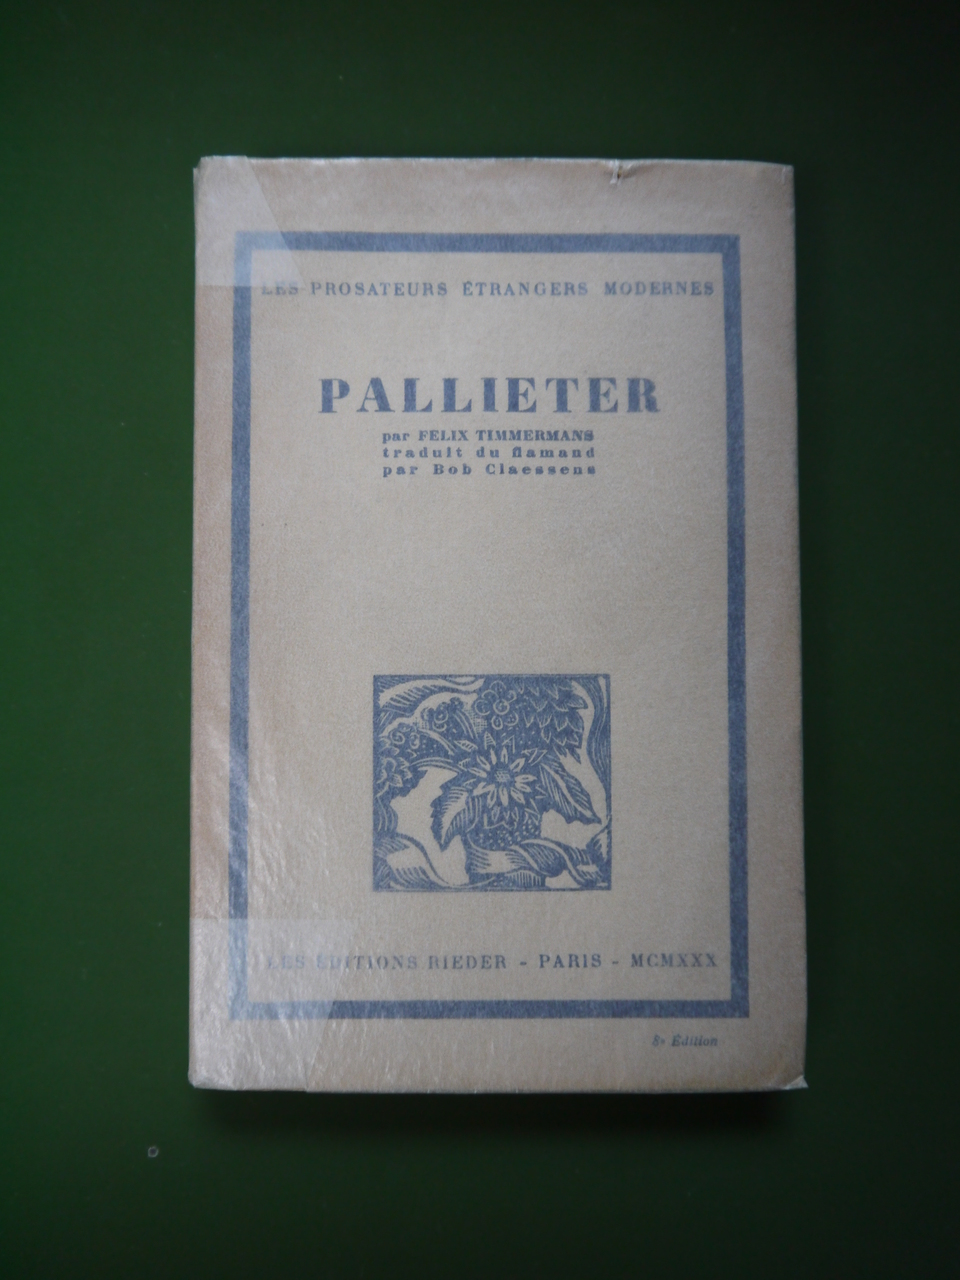 LES PROSATEURS ÉTRANGERS MODERNES
PALLIETER
par FELIX TIMMERMANS
traduit du flamand
par Bob Claessens
LES EDITIONS RIEDER - PARIS - MCMXXX
8e Edition